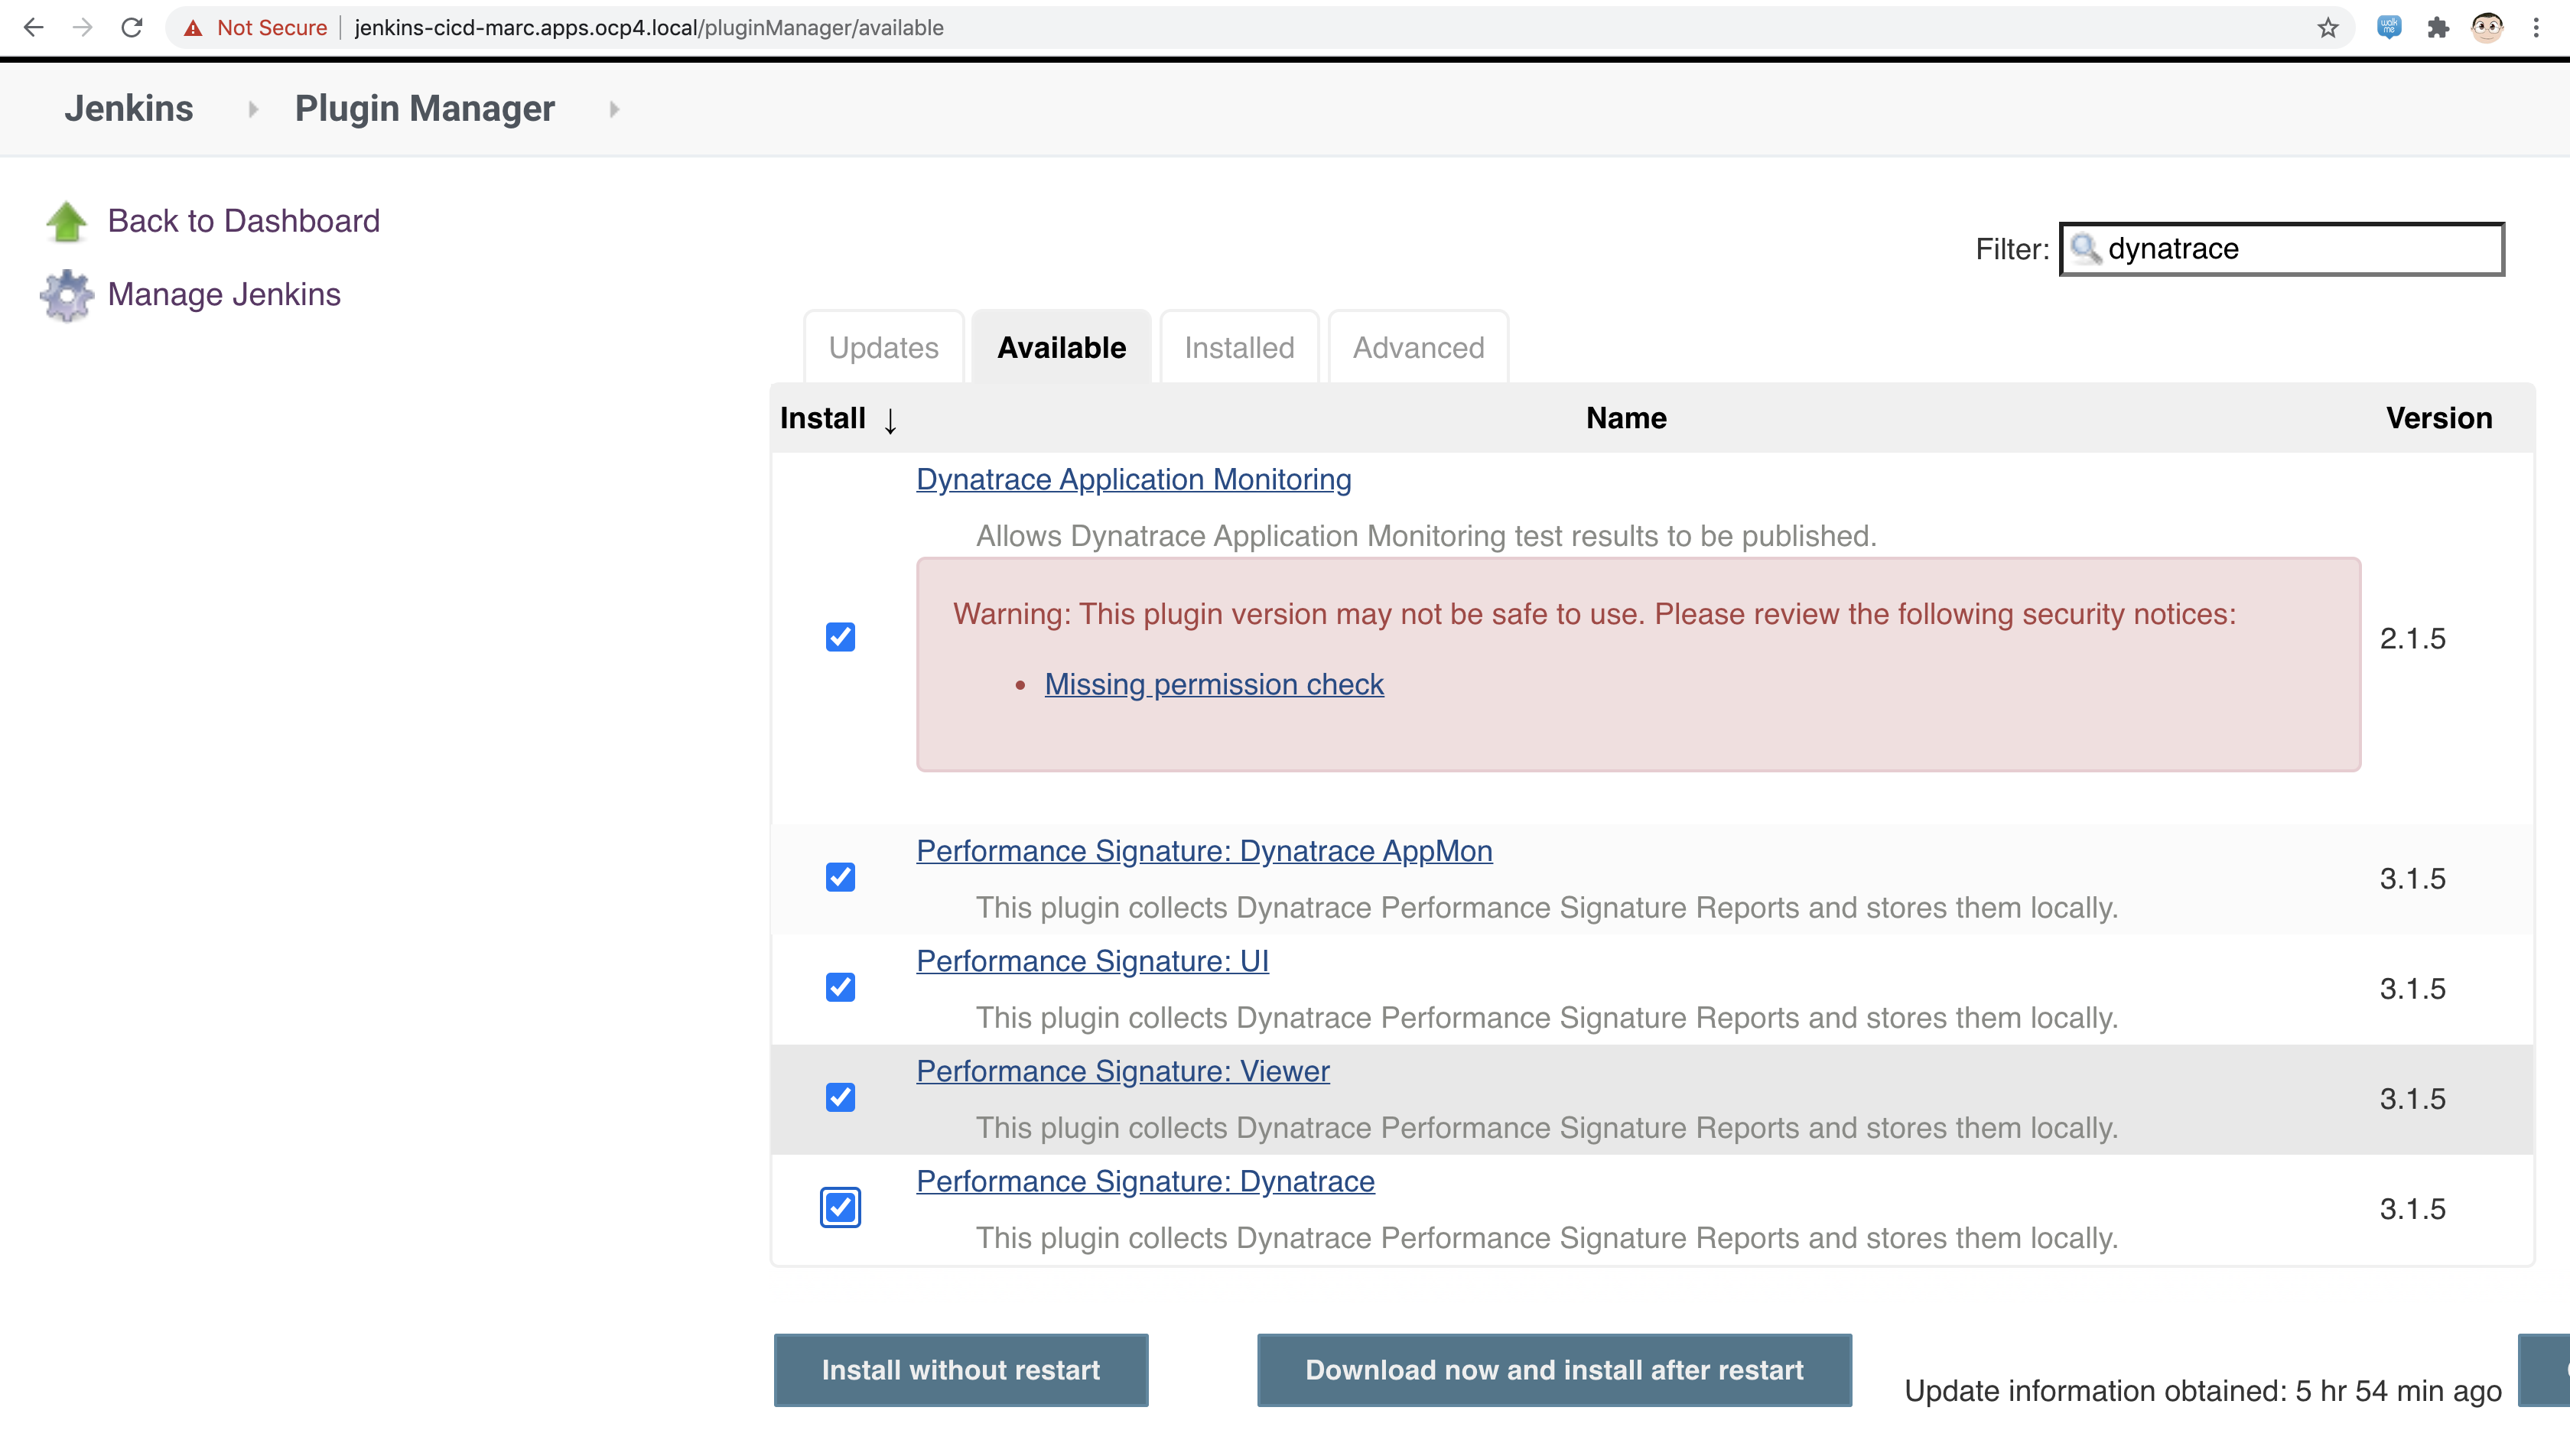 Not Secure jenkins-cicd-marc.apps.ocp4.local/pluginManager/available
walk me
Jenkins Plugin Manager
Back to Dashboard
Manage Jenkins
Filter: dynatrace
Updates Available Installed Advanced
Install ↓ Name Version
Dynatrace Application Monitoring
Allows Dynatrace Application Monitoring test results to be published.
Warning: This plugin version may not be safe to use. Please review the following security notices:
• Missing permission check
2.1.5
Performance Signature: Dynatrace AppMon
This plugin collects Dynatrace Performance Signature Reports and stores them locally.
3.1.5
Performance Signature: UI
This plugin collects Dynatrace Performance Signature Reports and stores them locally.
3.1.5
Performance Signature: Viewer
This plugin collects Dynatrace Performance Signature Reports and stores them locally.
3.1.5
Performance Signature: Dynatrace
This plugin collects Dynatrace Performance Signature Reports and stores them locally.
3.1.5
Install without restart Download now and install after restart Update information obtained: 5 hr 54 min ago